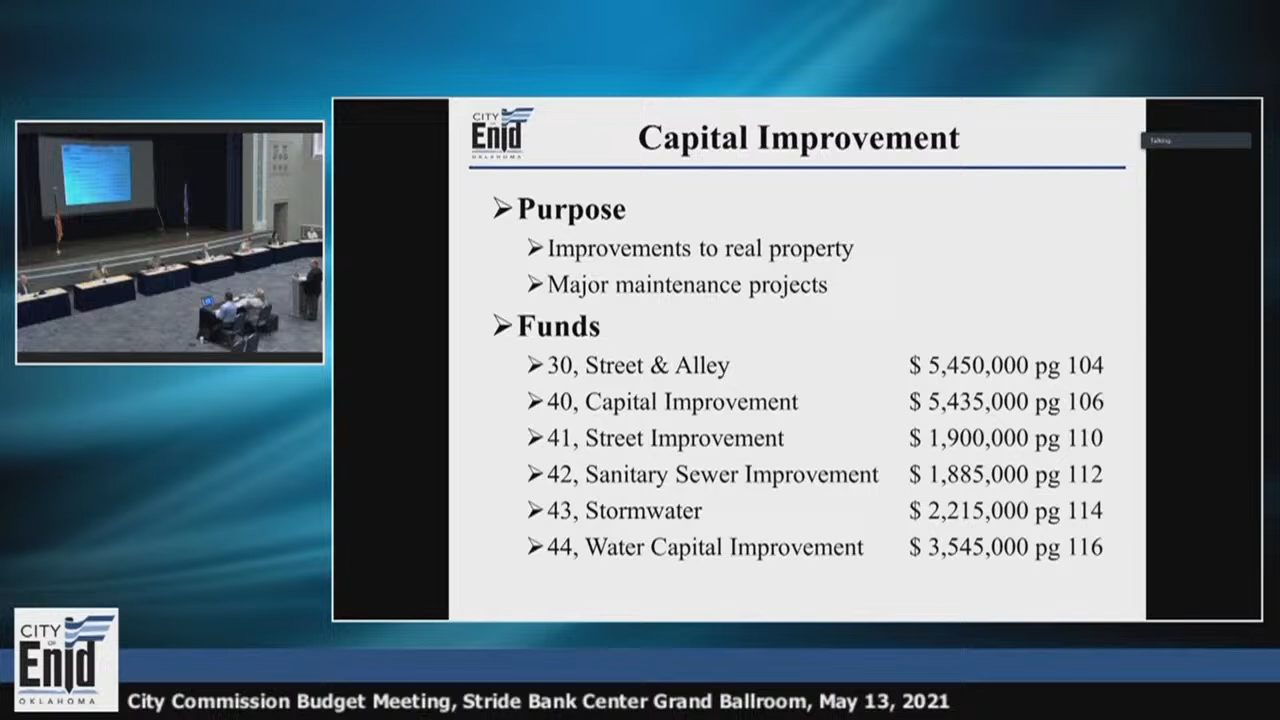 CITY
OF
Enid
OKLAHOMA
Capital Improvement
Talking:
➢Purpose
➢Improvements to real property
➢Major maintenance projects
➢Funds
➢30, Street & Alley $ 5,450,000 pg 104
➢40, Capital Improvement $ 5,435,000 pg 106
➢41, Street Improvement $ 1,900,000 pg 110
➢42, Sanitary Sewer Improvement $ 1,885,000 pg 112
➢43, Stormwater $ 2,215,000 pg 114
➢44, Water Capital Improvement $ 3,545,000 pg 116
CITY
OF
Enid
OKLAHOMA
City Commission Budget Meeting, Stride Bank Center Grand Ballroom, May 13, 2021